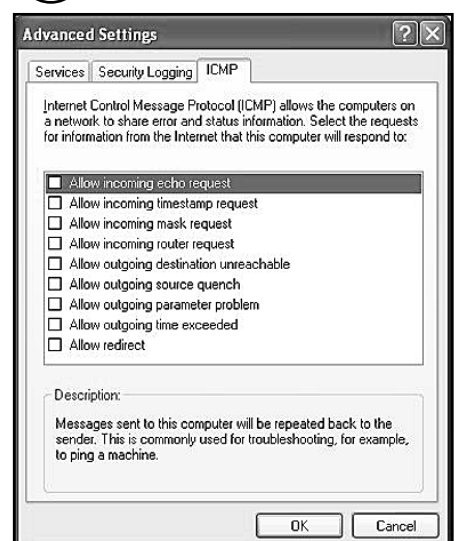 Advanced Settings
Services Security Logging ICMP
Internet Control Message Protocol (ICMP) allows the computers on
a network to share error and status information. Select the requests
for information from the Internet that this computer will respond to:
Allow incoming echo request
Allow incoming timestamp request
Allow incoming mask request
Allow incoming router request
Allow outgoing destination unreachable
Allow outgoing source quench
Allow outgoing parameter problem
Allow outgoing time exceeded
Allow redirect
Description:
Messages sent to this computer will be repeated back to the
sender. This is commonly used for troubleshooting, for example,
to ping a machine.
OK Cancel